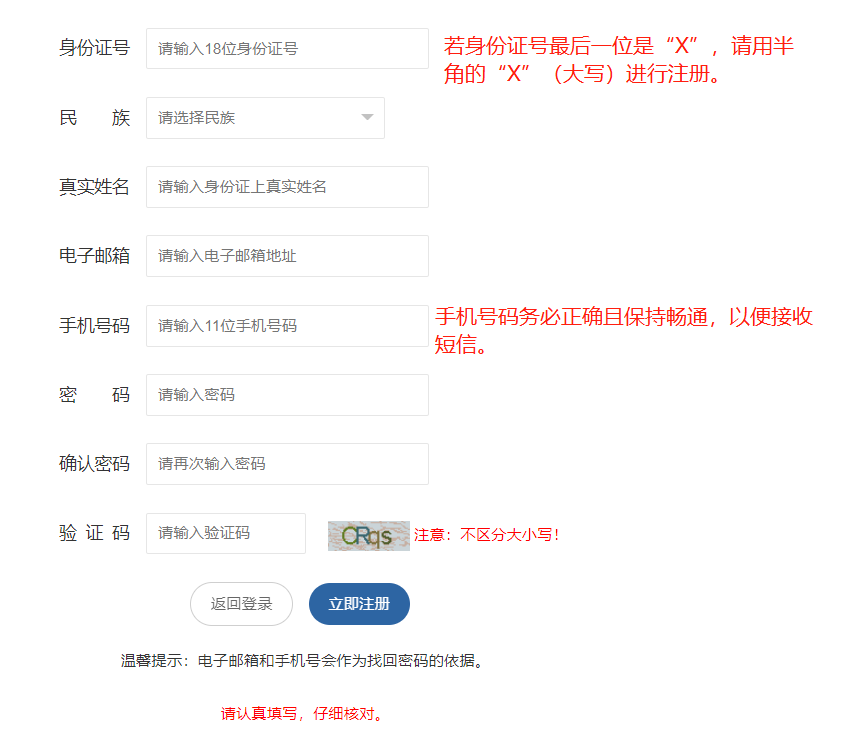 身份证号 请输入18位身份证号 若身份证号最后一位是“X”，请用半
角的“X”（大写）进行注册。
民 族 请选择民族
真实姓名 请输入身份证上真实姓名
电子邮箱 请输入电子邮箱地址
手机号码 请输入11位手机号码 手机号码务必正确且保持畅通，以便接收
短信。
密 码 请输入密码
确认密码 请再次输入密码
验 证 码 请输入验证码 CRqs 注意：不区分大小写！
返回登录 立即注册
温馨提示：电子邮箱和手机号会作为找回密码的依据。
请认真填写，仔细核对。